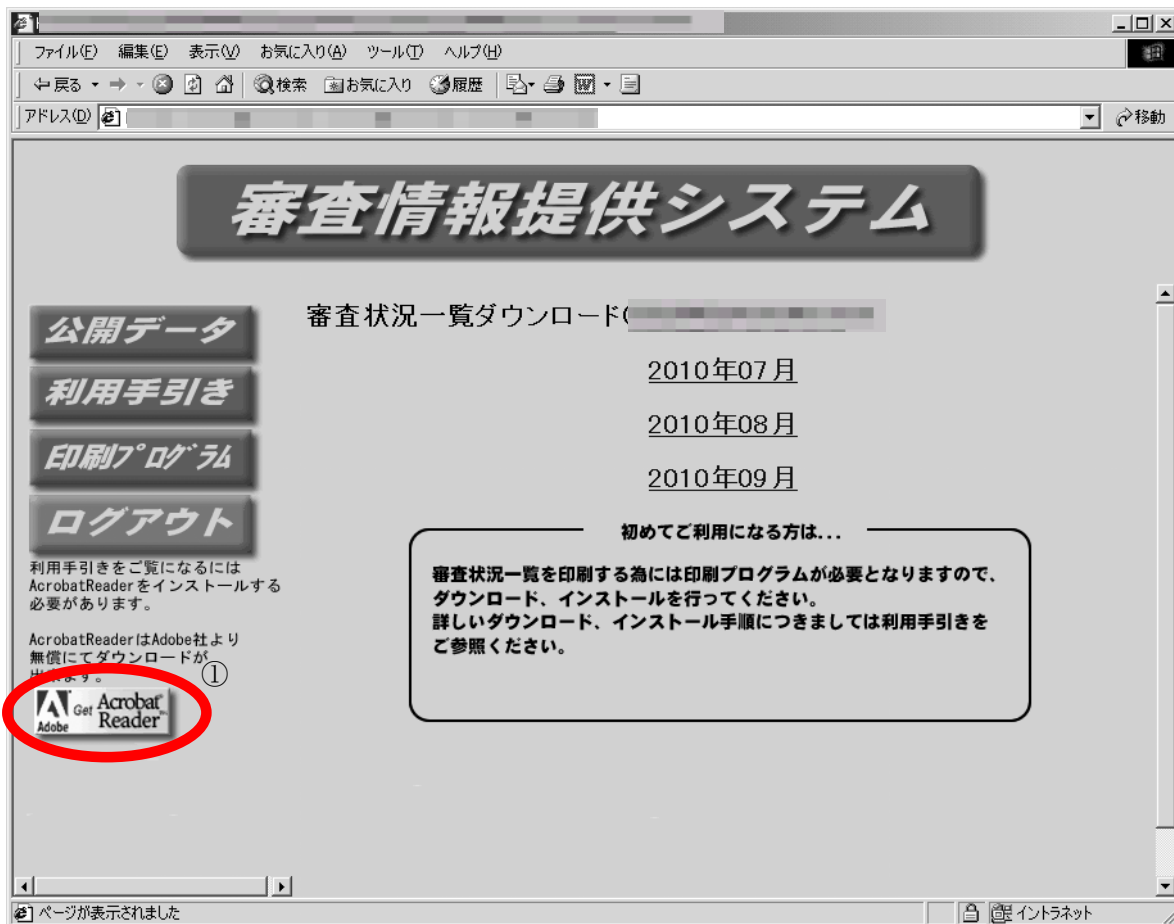 ファイル(F) 編集(E) 表示(V) お気に入り(A) ツール(T) ヘルプ(H)
戻る 検索 お気に入り 履歴
アドレス(D) 移動
審査情報提供システム
公開データ
利用手引き
印刷プログラム
ログアウト
利用手引きをご覧になるには
AcrobatReaderをインストールする
必要があります。
AcrobatReaderはAdobe社より
無償にてダウンロードが
出来ます。
①
Adobe Get Acrobat Reader
審査状況一覧ダウンロード(
2010年07月
2010年08月
2010年09月
初めてご利用になる方は...
審査状況一覧を印刷する為には印刷プログラムが必要となりますので、
ダウンロード、インストールを行ってください。
詳しいダウンロード、インストール手順につきましては利用手引きを
ご参照ください。
ページが表示されました イントラネット